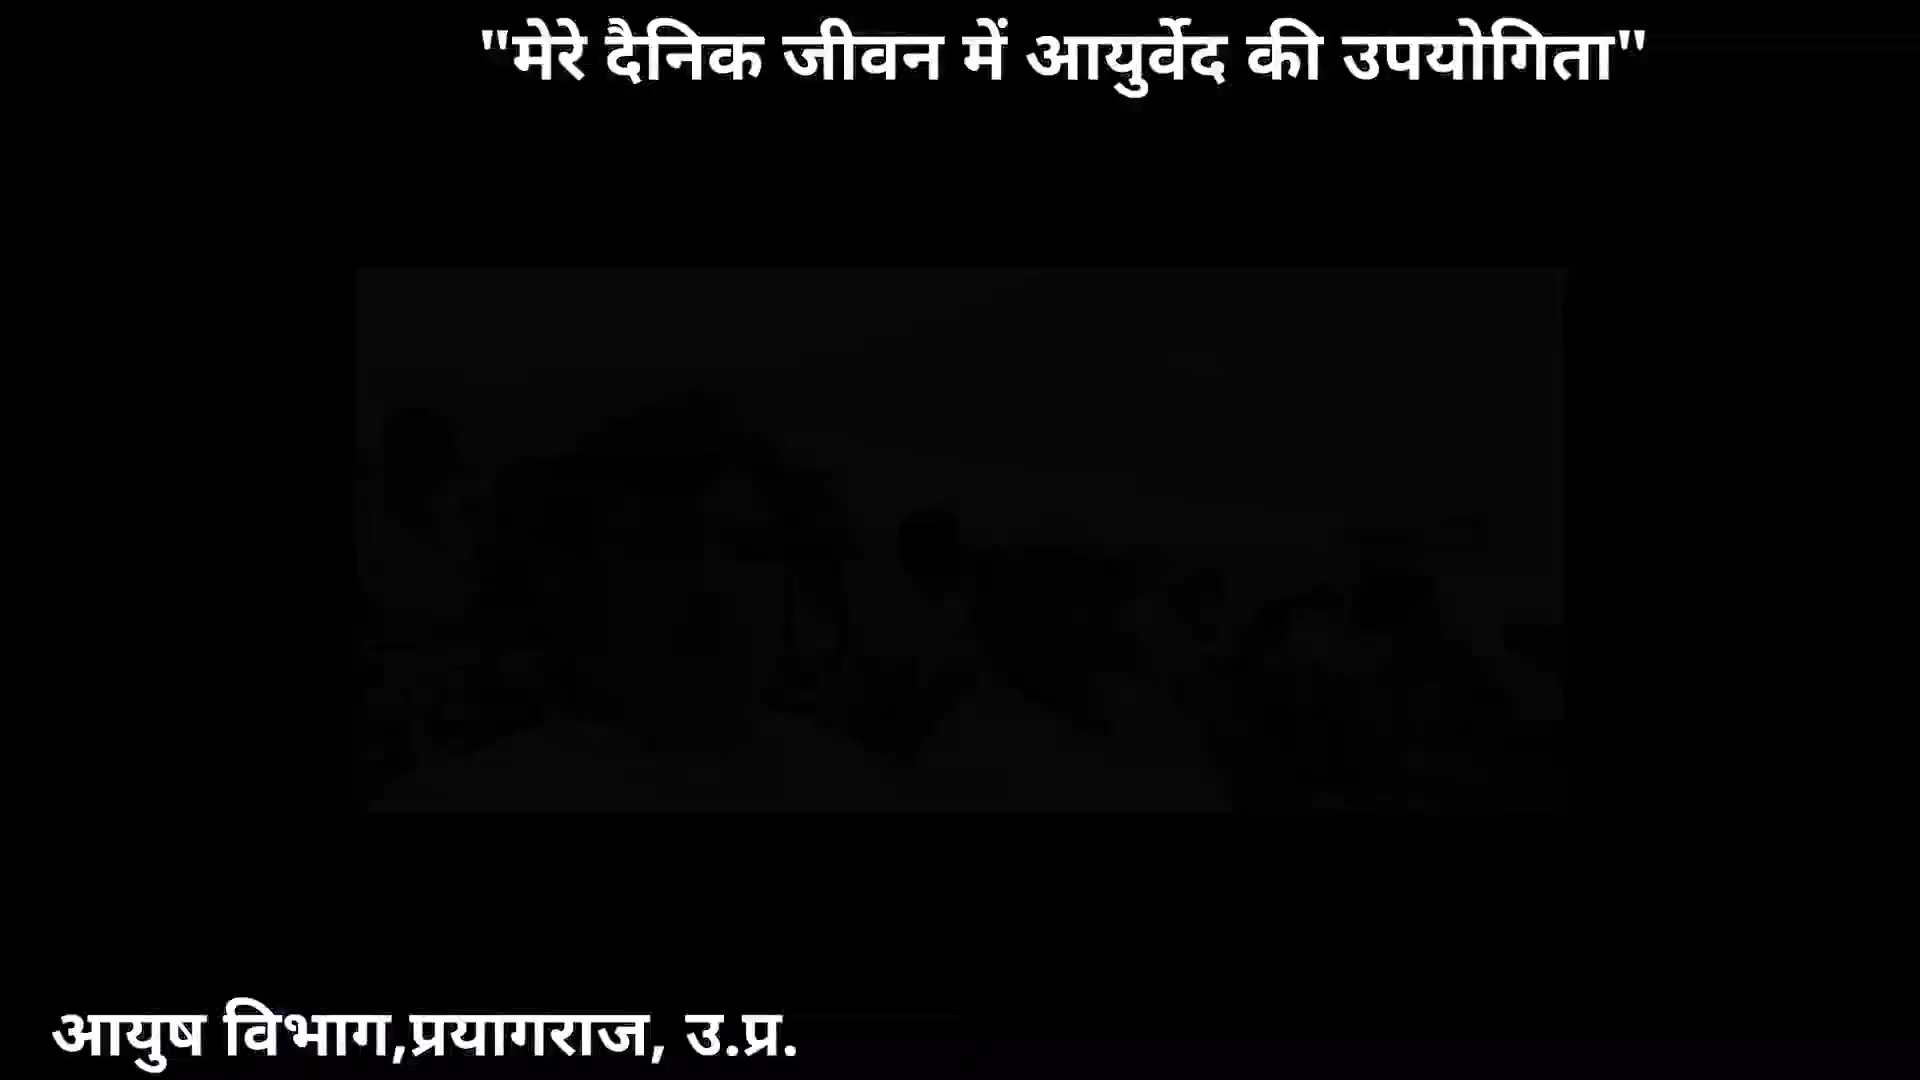 "मेरे दैनिक जीवन में आयुर्वेद की उपयोगिता"
आयुष विभाग,प्रयागराज, उ.प्र.